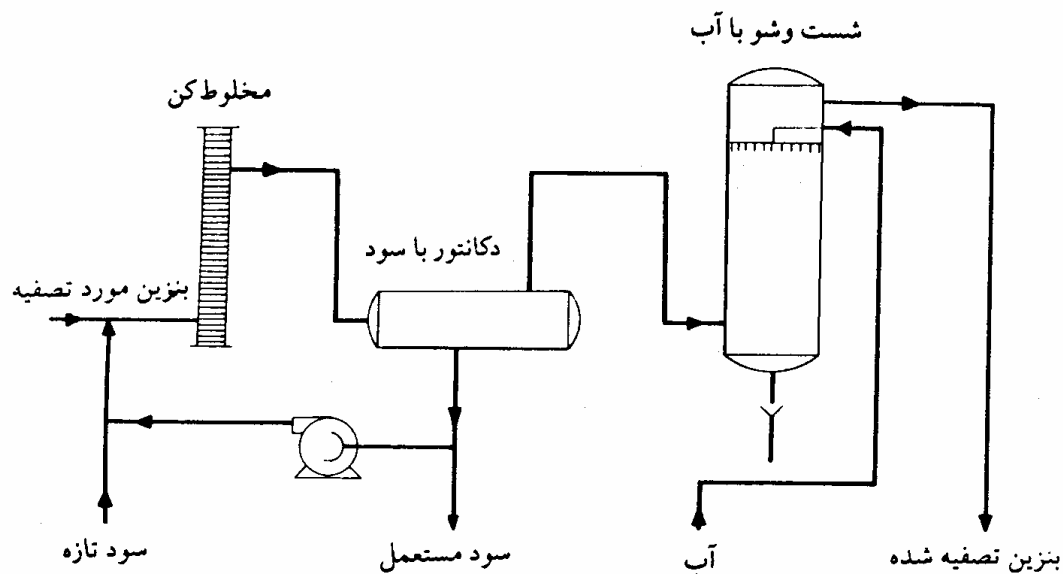 شست وشو با آب
مخلوط کن
دکانتور با سود
بنزین مورد تصفیه
سود تازه
سود مستعمل
آب
بنزین تصفیه شده